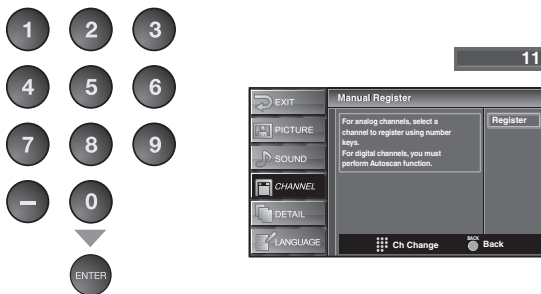 1 2 3
4 5 6
7 8 9
– 0
ENTER
11
EXIT
PICTURE
SOUND
CHANNEL
DETAIL
LANGUAGE
Manual Register
For analog channels, select a
channel to register using number
keys.
For digital channels, you must
perform Autoscan function.
Register
Ch Change
BACK
Back